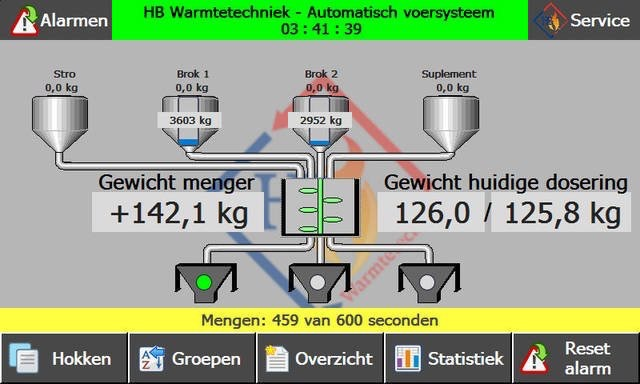 Alarmen
HB Warmtetechniek - Automatisch voersysteem
03 : 41 : 39
Service
Stro
0,0 kg
Brok 1
0,0 kg
Brok 2
0,0 kg
Suplement
0,0 kg
3603 kg
2952 kg
Gewicht menger
+142,1 kg
Gewicht huidige dosering
126,0 / 125,8 kg
Mengen: 459 van 600 seconden
Hokken
Groepen
Overzicht
Statistiek
Reset
alarm